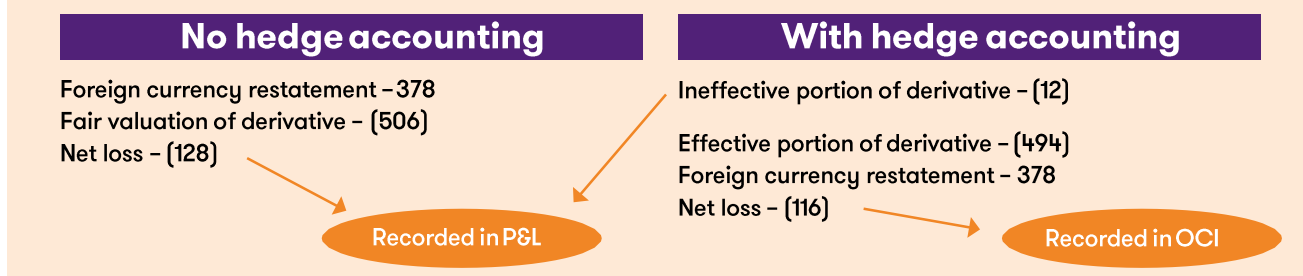 No hedge accounting
Foreign currency restatement – 378
Fair valuation of derivative – (506)
Net loss – (128)
Recorded in P&L
With hedge accounting
Ineffective portion of derivative – (12)
Effective portion of derivative – (494)
Foreign currency restatement – 378
Net loss – (116)
Recorded in OCI